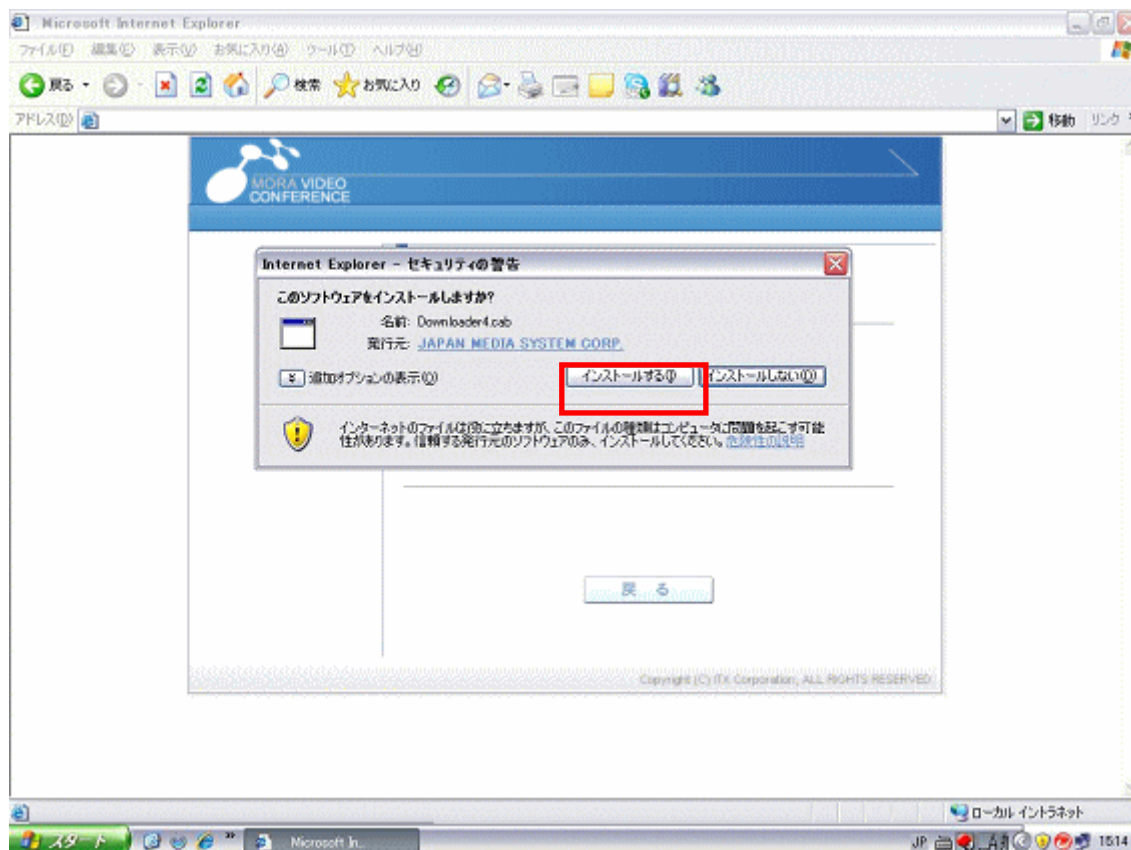 Microsoft Internet Explorer
ファイル(F) 編集(E) 表示(V) お気に入り(A) ツール(T) ヘルプ(H)
戻る 検索 お気に入り
アドレス(D) 移動 リンク
MORA VIDEO
CONFERENCE
Internet Explorer - セキュリティの警告
このソフトウェアをインストールしますか?
名前: Downloader4.cab
発行元: JAPAN MEDIA SYSTEM CORP.
追加オプションの表示(O) インストールする(I) インストールしない(D)
インターネットのファイルは役に立ちますが、このファイルの種類はコンピュータに問題を起こす可能
性があります。信頼する発行元のソフトウェアのみ、インストールしてください。危険性の説明
戻 る
Copyright (C) ITX Corporation, ALL RIGHTS RESERVED.
ローカル イントラネット
スタート Microsoft In... JP 15:14